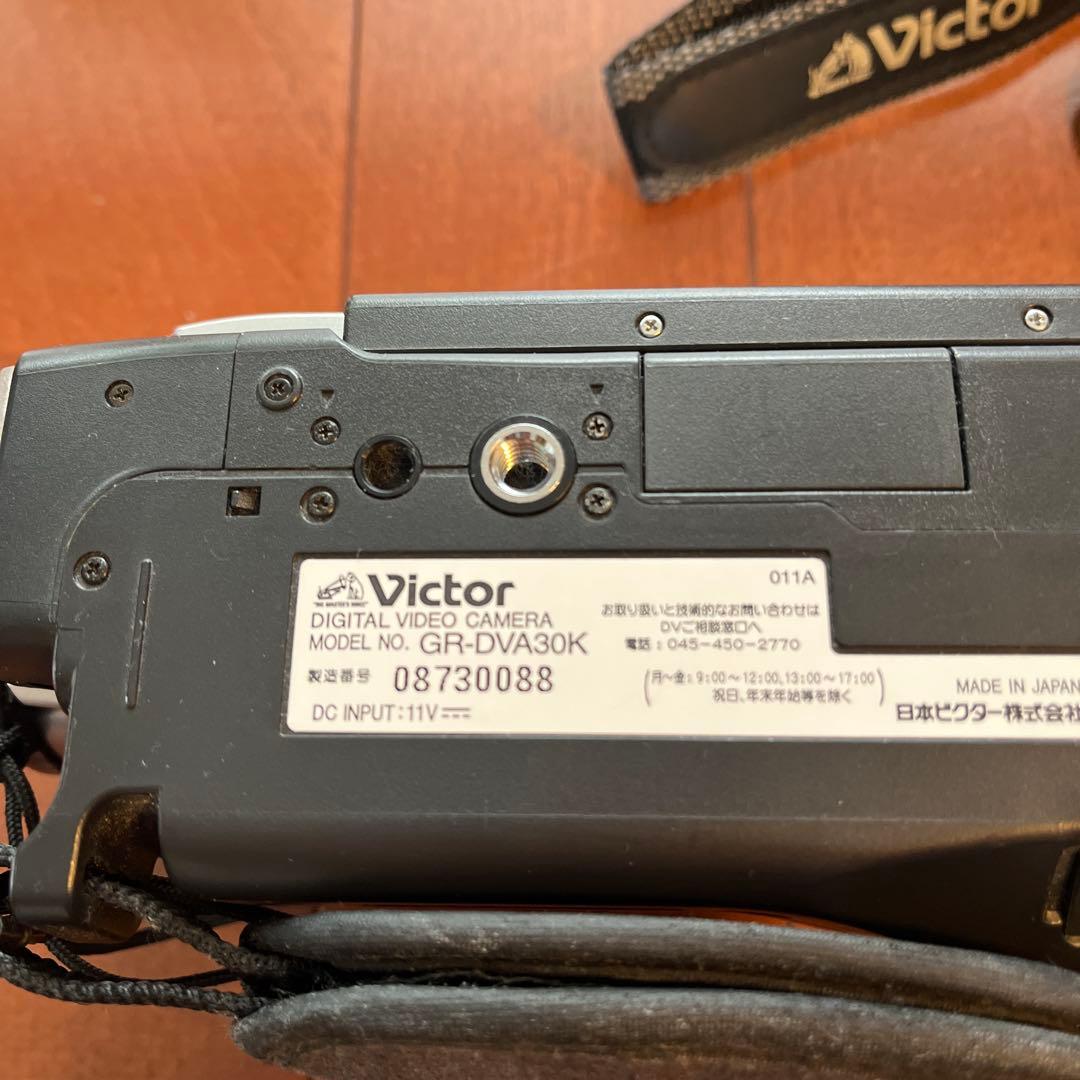 Victor
Victor
011A
"HIS MASTER'S VOICE"
DIGITAL VIDEO CAMERA
MODEL NO. GR-DVA30K
製造番号 08730088
DC INPUT:11V
お取り扱いと技術的なお問い合わせは
DVご相談窓口へ
電話：045-450-2770
(月～金：9:00～12:00、13:00～17:00
祝日、年末年始等を除く)
MADE IN JAPAN
日本ビクター株式会社